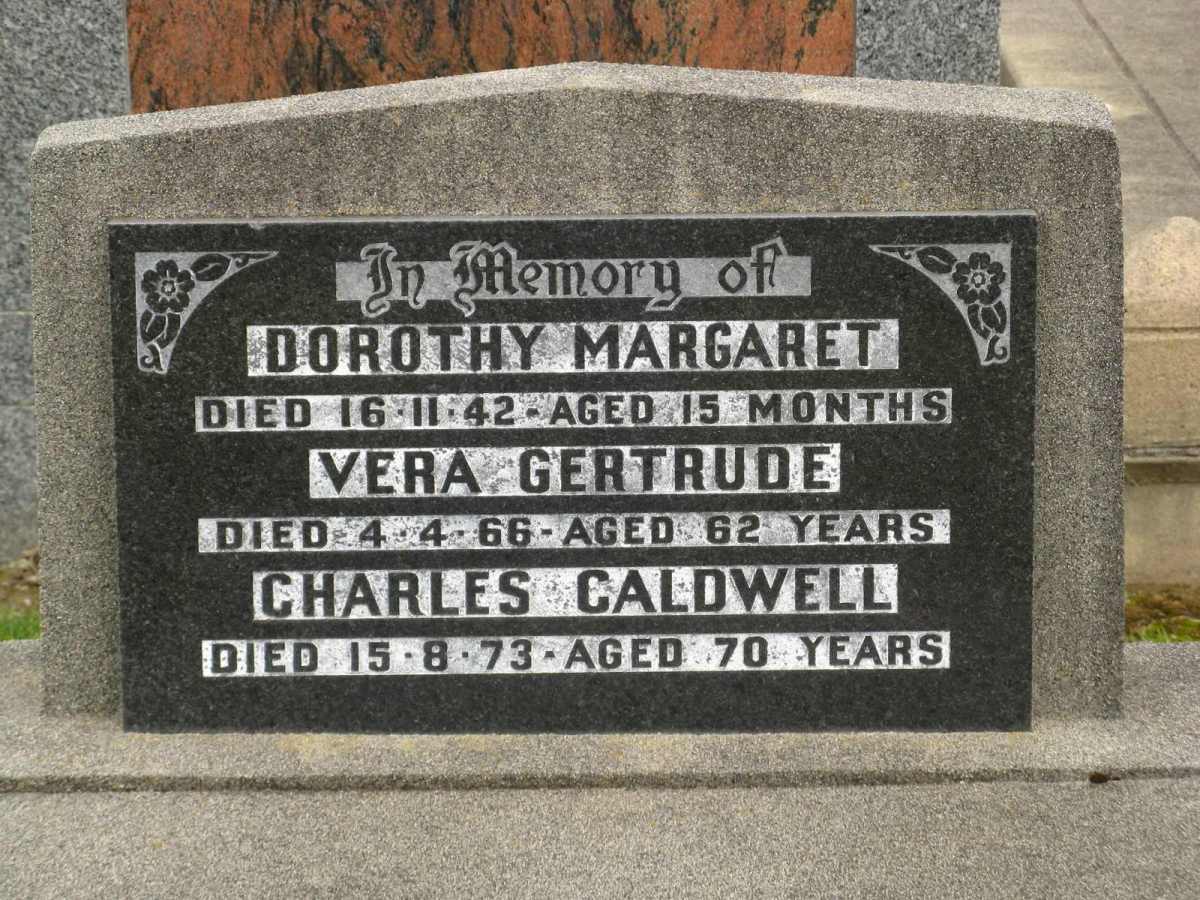 In Memory of
DOROTHY MARGARET
DIED 16·11·42-AGED 15 MONTHS
VERA GERTRUDE
DIED 4·4·66-AGED 62 YEARS
CHARLES CALDWELL
DIED 15·8·73-AGED 70 YEARS